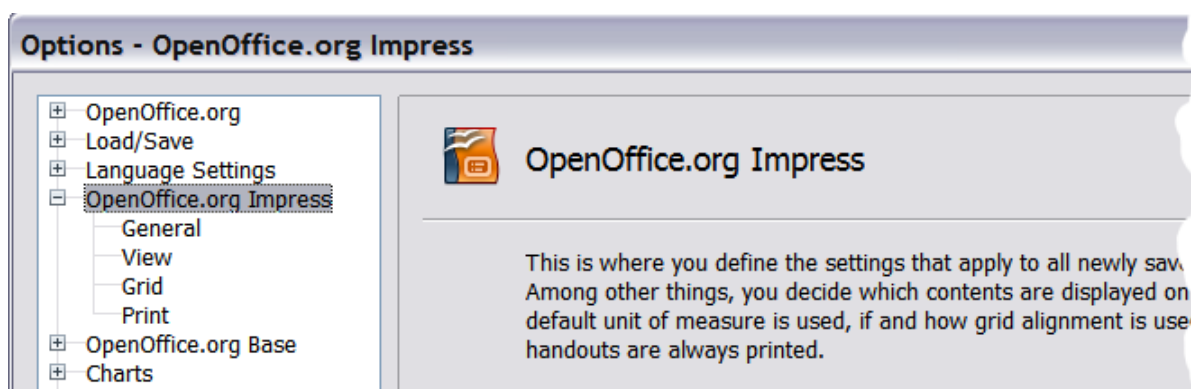 Options - OpenOffice.org Impress
OpenOffice.org
Load/Save
Language Settings
OpenOffice.org Impress
General
View
Grid
Print
OpenOffice.org Base
Charts
OpenOffice.org Impress
This is where you define the settings that apply to all newly
Among other things, you decide which contents are displayed on
default unit of measure is used, if and how grid alignment is
handouts are always printed.